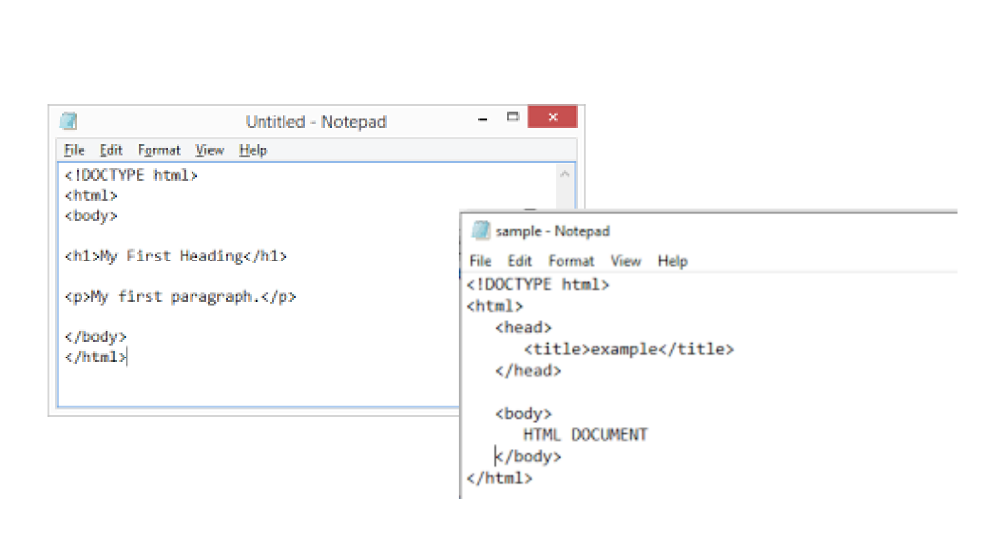 Untitled - Notepad
File Edit Format View Help
<!DOCTYPE html>
<html>
<body>
<h1>My First Heading</h1>
<p>My first paragraph.</p>
</body>
</html>
sample - Notepad
File Edit Format View Help
<!DOCTYPE html>
<html>
<head>
<title>example</title>
</head>
<body>
HTML DOCUMENT
</body>
</html>